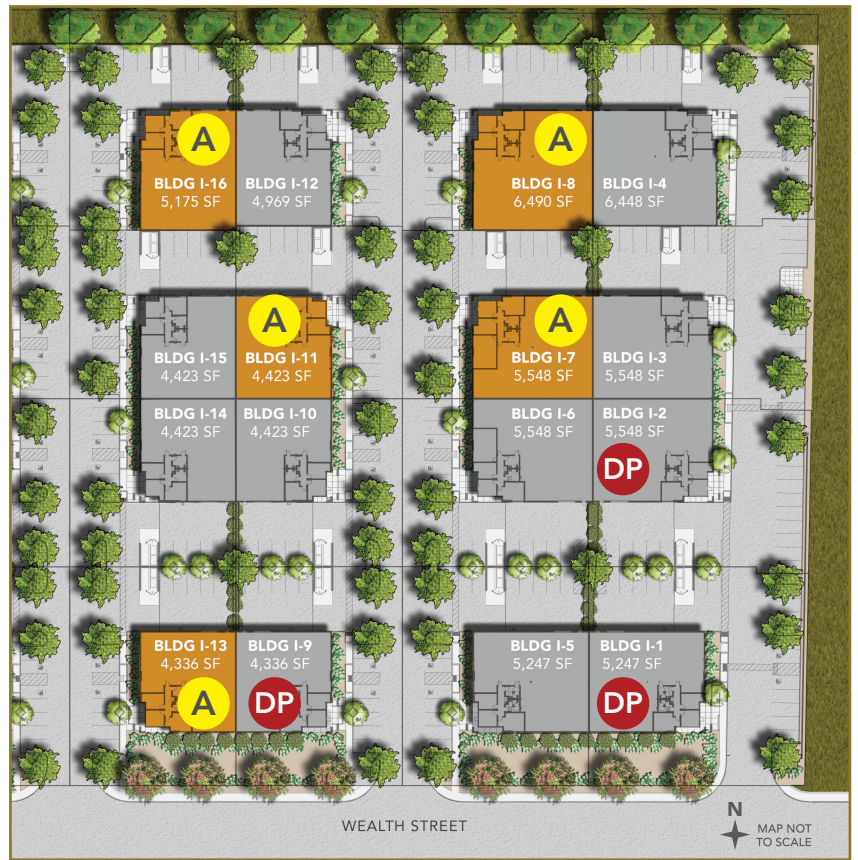 A
A
BLDG I-16
BLDG I-12
BLDG I-8
BLDG I-4
5,175 SF
4,969 SF
6,490 SF
6,448 SF
A
A
BLDG I-15
BLDG I-11
BLDG I-7
BLDG I-3
4,423 SF
4,423 SF
5,548 SF
5,548 SF
BLDG I-14
BLDG I-10
BLDG I-6
BLDG I-2
4,423 SF
4,423 SF
5,548 SF
5,548 SF
DP
BLDG I-13
BLDG I-9
BLDG I-5
BLDG I-1
4,336 SF
4,336 SF
5,247 SF
5,247 SF
A
DP
DP
WEALTH STREET
N
MAP NOT
TO SCALE